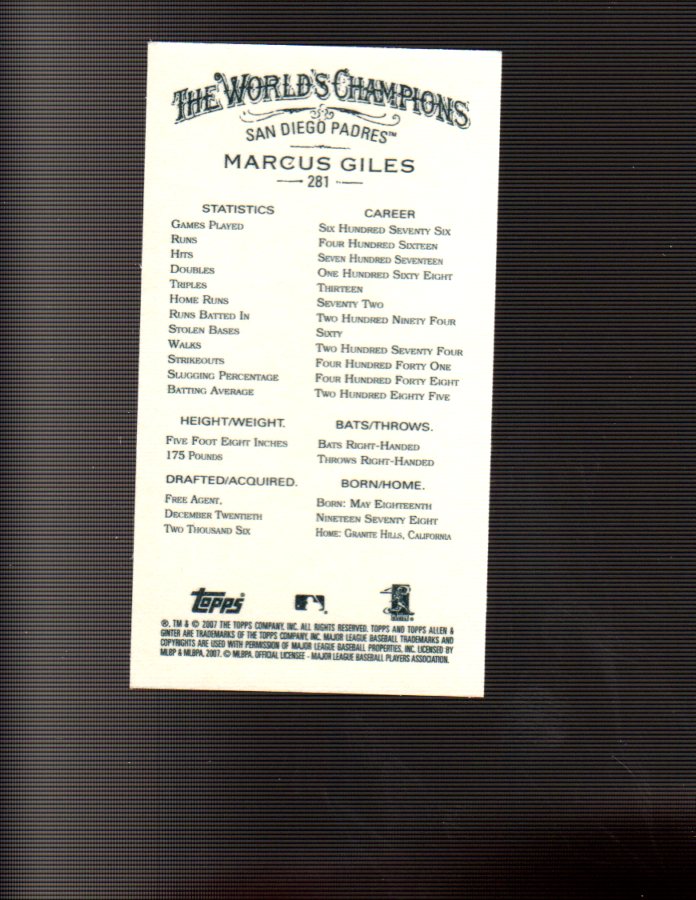 THE WORLD'S CHAMPIONS
SAN DIEGO PADRES™
MARCUS GILES
281
STATISTICS
GAMES PLAYED
RUNS
HITS
DOUBLES
TRIPLES
HOME RUNS
RUNS BATTED IN
STOLEN BASES
WALKS
STRIKEOUTS
SLUGGING PERCENTAGE
BATTING AVERAGE
CAREER
SIX HUNDRED SEVENTY SIX
FOUR HUNDRED SIXTEEN
SEVEN HUNDRED SEVENTEEN
ONE HUNDRED SIXTY EIGHT
THIRTEEN
SEVENTY TWO
TWO HUNDRED NINETY FOUR
SIXTY
TWO HUNDRED SEVENTY FOUR
FOUR HUNDRED FORTY ONE
FOUR HUNDRED FORTY EIGHT
TWO HUNDRED EIGHTY FIVE
HEIGHT/WEIGHT.
FIVE FOOT EIGHT INCHES
175 POUNDS
BATS/THROWS.
BATS RIGHT-HANDED
THROWS RIGHT-HANDED
DRAFTED/ACQUIRED.
FREE AGENT,
DECEMBER TWENTIETH
TWO THOUSAND SIX
BORN/HOME.
BORN: MAY EIGHTEENTH
NINETEEN SEVENTY EIGHT
HOME: GRANITE HILLS, CALIFORNIA
Topps
®, TM & © 2007 THE TOPPS COMPANY, INC. ALL RIGHTS RESERVED. TOPPS AND TOPPS ALLEN &
GINTER ARE TRADEMARKS OF THE TOPPS COMPANY, INC. MAJOR LEAGUE BASEBALL TRADEMARKS AND
COPYRIGHTS ARE USED WITH PERMISSION OF MAJOR LEAGUE BASEBALL PROPERTIES, INC. LICENSED BY
MLBP & MLBPA, 2007. © MLBPA. OFFICIAL LICENSEE - MAJOR LEAGUE BASEBALL PLAYERS ASSOCIATION.